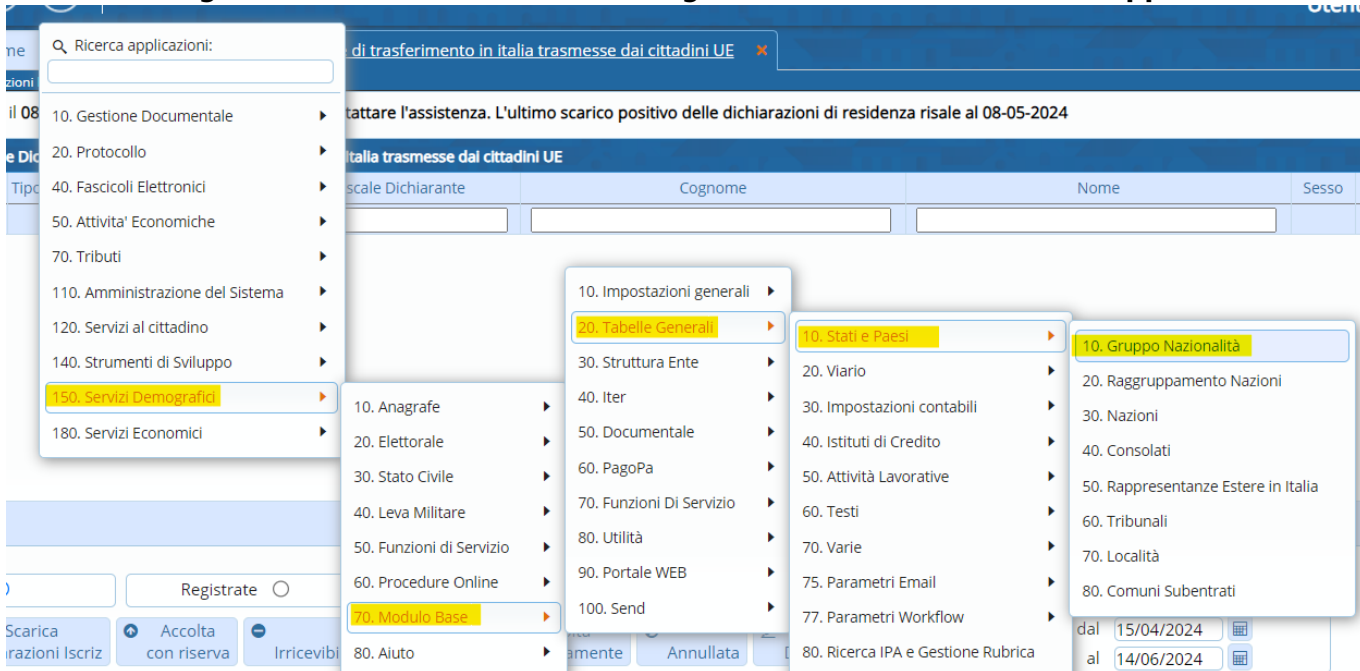 Ricerca applicazioni:
di trasferimento in italia trasmesse dai cittadini UE
il 08
tattare l'assistenza. L'ultimo scarico positivo delle dichiarazioni di residenza risale al 08-05-2024
e Dic
italia trasmesse dai cittadini UE
Tipo
scale Dichiarante
Cognome
Nome
Sesso
10. Gestione Documentale
20. Protocollo
40. Fascicoli Elettronici
50. Attivita' Economiche
70. Tributi
110. Amministrazione del Sistema
120. Servizi al cittadino
140. Strumenti di Sviluppo
150. Servizi Demografici
180. Servizi Economici
10. Anagrafe
20. Elettorale
30. Stato Civile
40. Leva Militare
50. Funzioni di Servizio
60. Procedure Online
70. Modulo Base
80. Aiuto
10. Impostazioni generali
20. Tabelle Generali
30. Struttura Ente
40. Iter
50. Documentale
60. PagoPa
70. Funzioni Di Servizio
80. Utilità
90. Portale WEB
100. Send
10. Stati e Paesi
20. Viario
30. Impostazioni contabili
40. Istituti di Credito
50. Attività Lavorative
60. Testi
70. Varie
75. Parametri Email
77. Parametri Workflow
80. Ricerca IPA e Gestione Rubrica
10. Gruppo Nazionalità
20. Raggruppamento Nazioni
30. Nazioni
40. Consolati
50. Rappresentanze Estere in Italia
60. Tribunali
70. Località
80. Comuni Subentrati
Registrate
Scarica
arazioni Iscriz
Accolta
con riserva
Irricevibi
amente
Annullata
dal 15/04/2024
al 14/06/2024